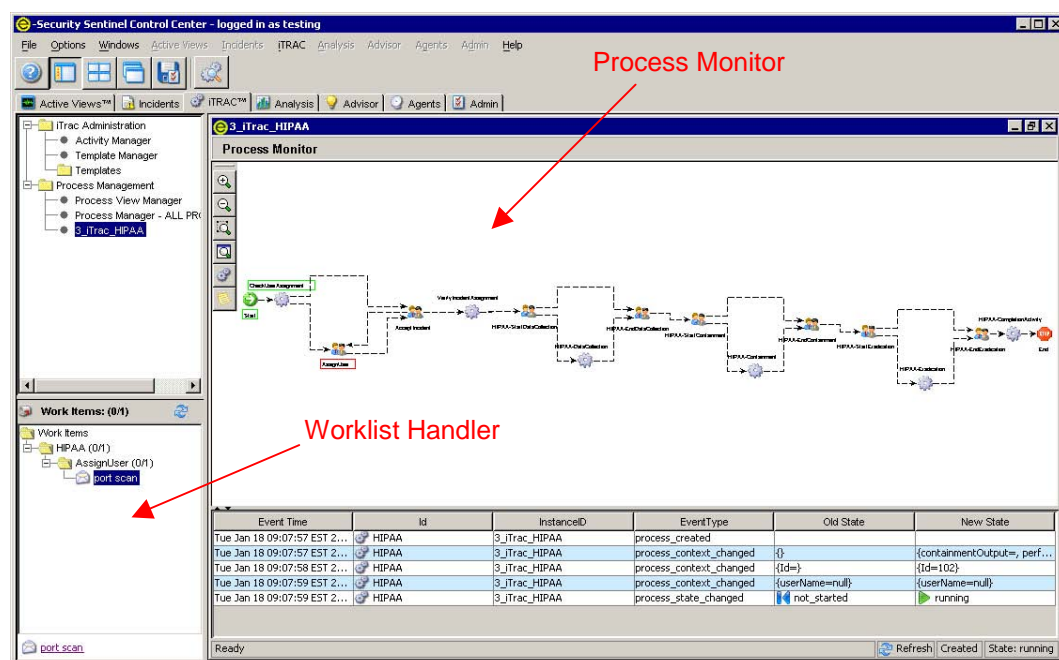 -Security Sentinel Control Center - logged in as testing
File Options Windows Active Views Incidents iTRAC Analysis Advisor Agents Admin Help
Process Monitor
Active Views™ Incidents iTRAC™ Analysis Advisor Agents Admin
iTrac Administration
Activity Manager
Template Manager
Templates
Process Management
Process View Manager
Process Manager - ALL PR
3_iTrac_HIPAA
3_iTrac_HIPAA
Process Monitor
CheckUser Assignment
Start
AssignUser
Accept Incident
Verify Incident Assignment
HIPAA-StartDataCollection
HIPAA-DataCollection
HIPAA-EndDataCollection
HIPAA-Start Containment
HIPAA-Containment
HIPAA-EndContainment
HIPAA-Start Eradication
HIPAA-Eradication
HIPAA-EndEradication
HIPAA-CompletionActivity
STOP
End
Work Items: (0/1)
Work Items
HIPAA (0/1)
AssignUser (0/1)
port scan
Worklist Handler
Event Time Id InstanceID EventType Old State New State
Tue Jan 18 09:07:57 EST 2... HIPAA 3_iTrac_HIPAA process_created
Tue Jan 18 09:07:57 EST 2... HIPAA 3_iTrac_HIPAA process_context_changed {} {containmentOutput=, perf...
Tue Jan 18 09:07:58 EST 2... HIPAA 3_iTrac_HIPAA process_context_changed {Id=} {Id=102}
Tue Jan 18 09:07:59 EST 2... HIPAA 3_iTrac_HIPAA process_context_changed {userName=null} {userName=null}
Tue Jan 18 09:07:59 EST 2... HIPAA 3_iTrac_HIPAA process_state_changed not_started running
port scan
Ready Refresh Created State: running